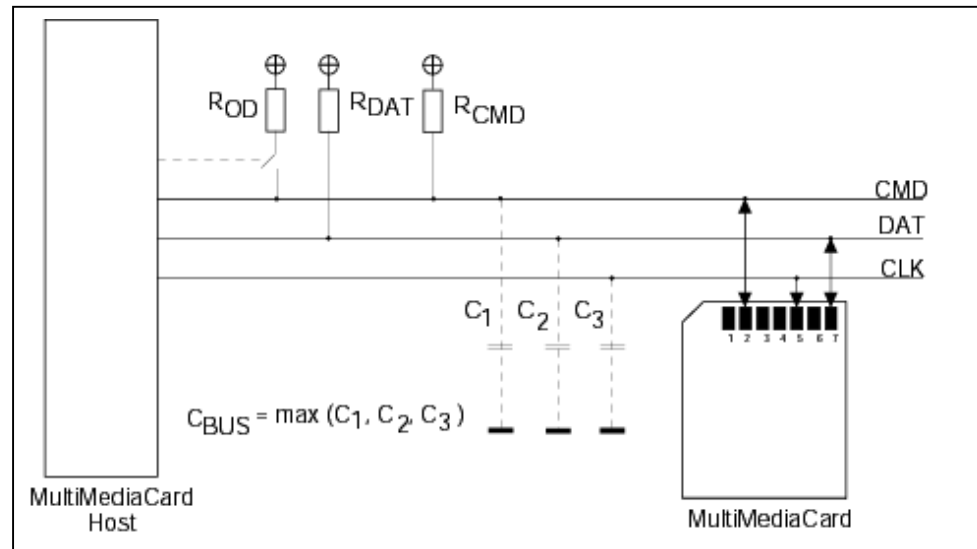 ROD
RDAT
RCMD
CMD
DAT
CLK
C1
C2
C3
1 2 3 4 5 6 7
CBUS = max (C1, C2, C3 )
MultiMediaCard
Host
MultiMediaCard